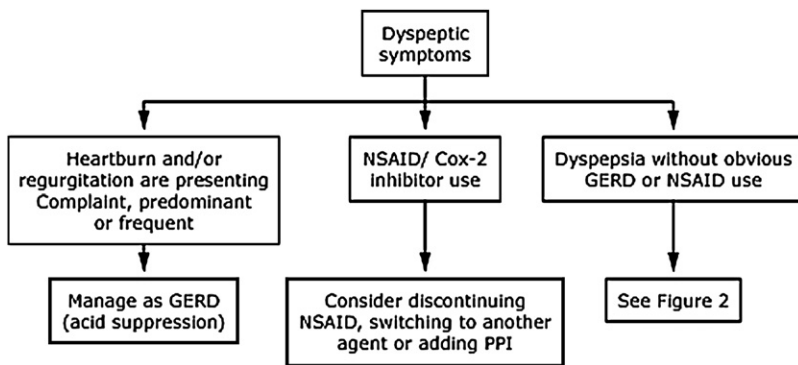 Dyspeptic
symptoms
Heartburn and/or
regurgitation are presenting
Complaint, predominant
or frequent
NSAID/ Cox-2
inhibitor use
Dyspepsia without obvious
GERD or NSAID use
Manage as GERD
(acid suppression)
Consider discontinuing
NSAID, switching to another
agent or adding PPI
See Figure 2